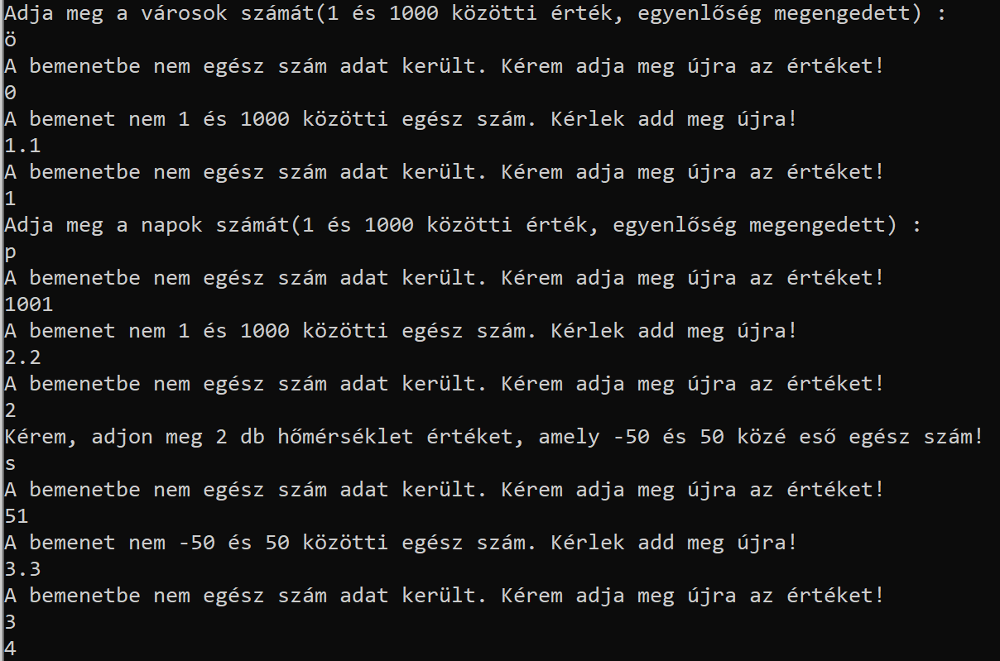 Adja meg a városok számát(1 és 1000 közötti érték, egyenlőség megengedett) :
ö
A bemenetbe nem egész szám adat került. Kérem adja meg újra az értéket!
0
A bemenet nem 1 és 1000 közötti egész szám. Kérlek add meg újra!
1.1
A bemenetbe nem egész szám adat került. Kérem adja meg újra az értéket!
1
Adja meg a napok számát(1 és 1000 közötti érték, egyenlőség megengedett) :
p
A bemenetbe nem egész szám adat került. Kérem adja meg újra az értéket!
1001
A bemenet nem 1 és 1000 közötti egész szám. Kérlek add meg újra!
2.2
A bemenetbe nem egész szám adat került. Kérem adja meg újra az értéket!
2
Kérem, adjon meg 2 db hőmérséklet értéket, amely -50 és 50 közé eső egész szám!
s
A bemenetbe nem egész szám adat került. Kérem adja meg újra az értéket!
51
A bemenet nem -50 és 50 közötti egész szám. Kérlek add meg újra!
3.3
A bemenetbe nem egész szám adat került. Kérem adja meg újra az értéket!
3
4